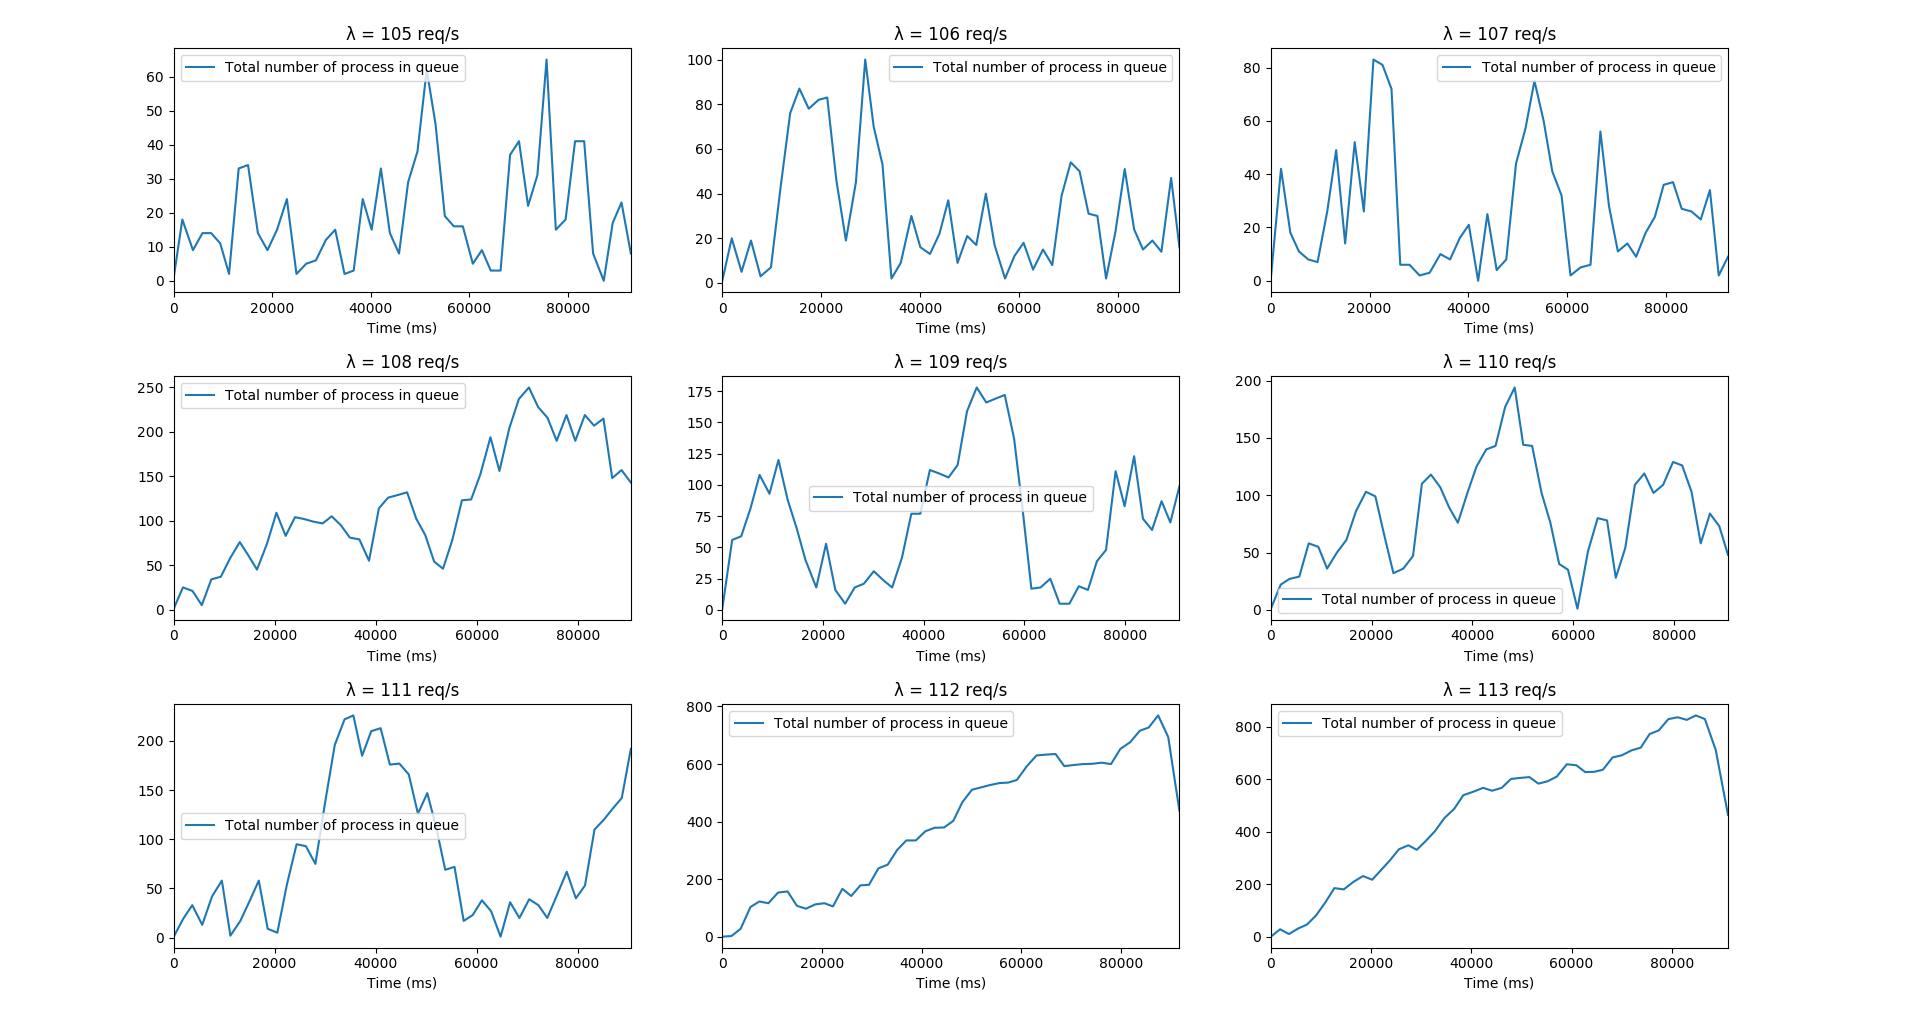 λ = 105 req/s
Total number of process in queue
60
50
40
30
20
10
0
0 20000 40000 60000 80000
Time (ms)
λ = 106 req/s
Total number of process in queue
100
80
60
40
20
0
0 20000 40000 60000 80000
Time (ms)
λ = 107 req/s
Total number of process in queue
80
60
40
20
0
0 20000 40000 60000 80000
Time (ms)
λ = 108 req/s
Total number of process in queue
250
200
150
100
50
0
0 20000 40000 60000 80000
Time (ms)
λ = 109 req/s
175
150
125
100
Total number of process in queue
75
50
25
0
0 20000 40000 60000 80000
Time (ms)
λ = 110 req/s
200
150
100
50
Total number of process in queue
0
0 20000 40000 60000 80000
Time (ms)
λ = 111 req/s
200
150
Total number of process in queue
100
50
0
0 20000 40000 60000 80000
Time (ms)
λ = 112 req/s
800
Total number of process in queue
600
400
200
0
0 20000 40000 60000 80000
Time (ms)
λ = 113 req/s
Total number of process in queue
800
600
400
200
0
0 20000 40000 60000 80000
Time (ms)